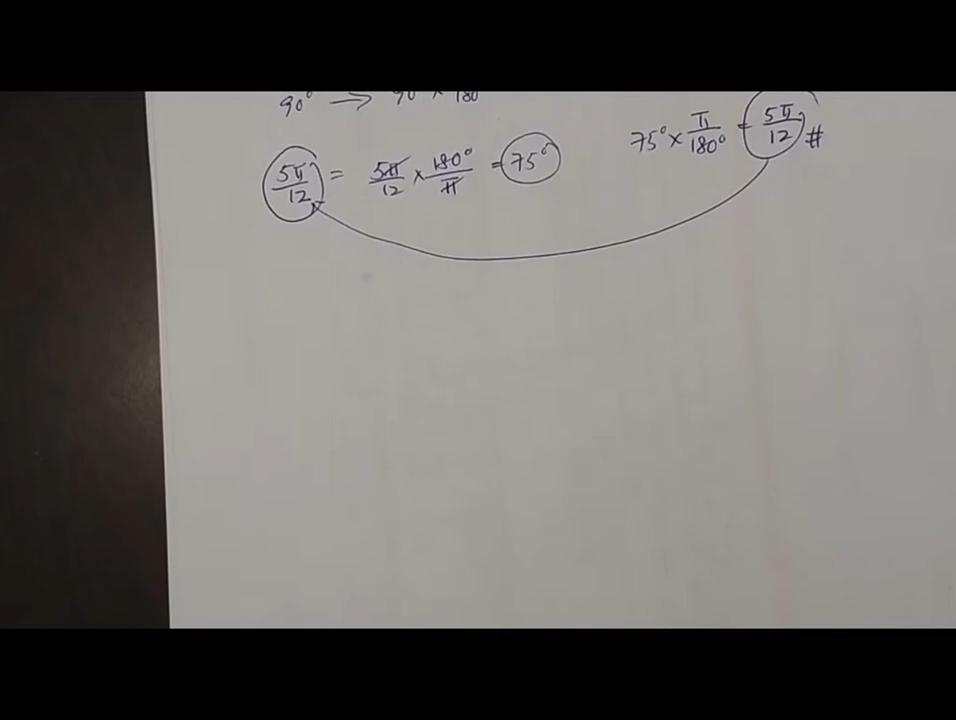 90° → 90° × 180
5π/12 = 5π/12 × 180°/π = 75°
75° × π/180° = 5π/12 #